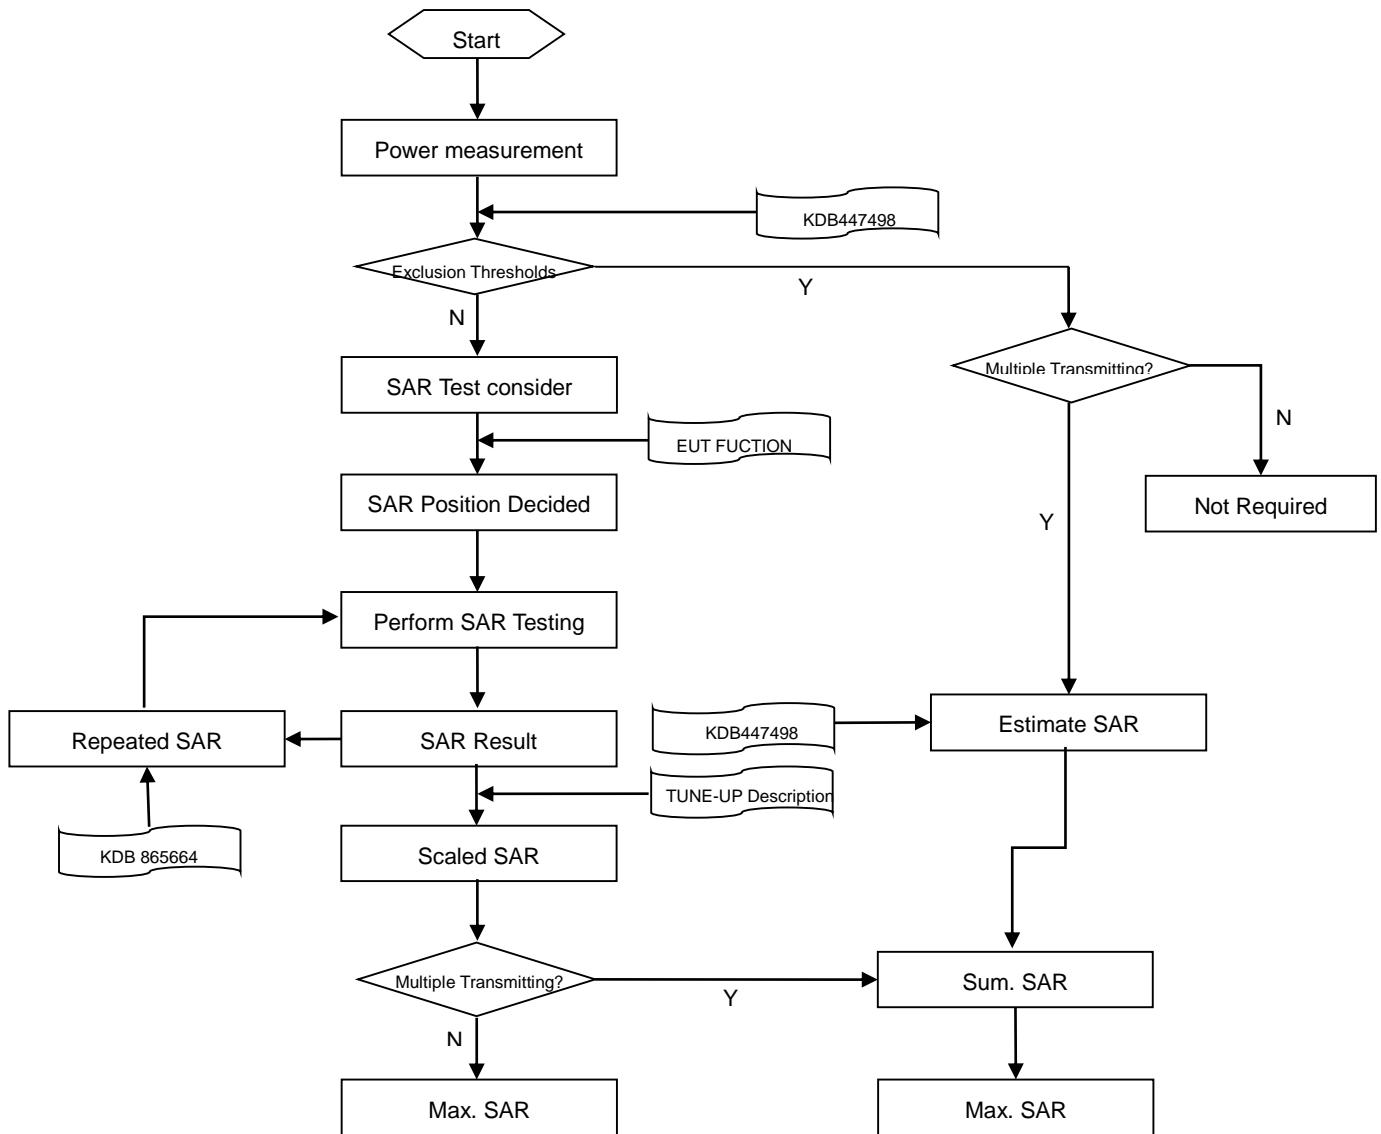 Start
Power measurement
KDB447498
Exclusion Thresholds
Y
N
Multiple Transmitting?
SAR Test consider
N
EUT FUCTION
SAR Position Decided
Not Required
Y
Perform SAR Testing
Repeated SAR
SAR Result
KDB447498
Estimate SAR
TUNE-UP Description
KDB 865664
Scaled SAR
Multiple Transmitting?
Y
Sum. SAR
N
Max. SAR
Max. SAR